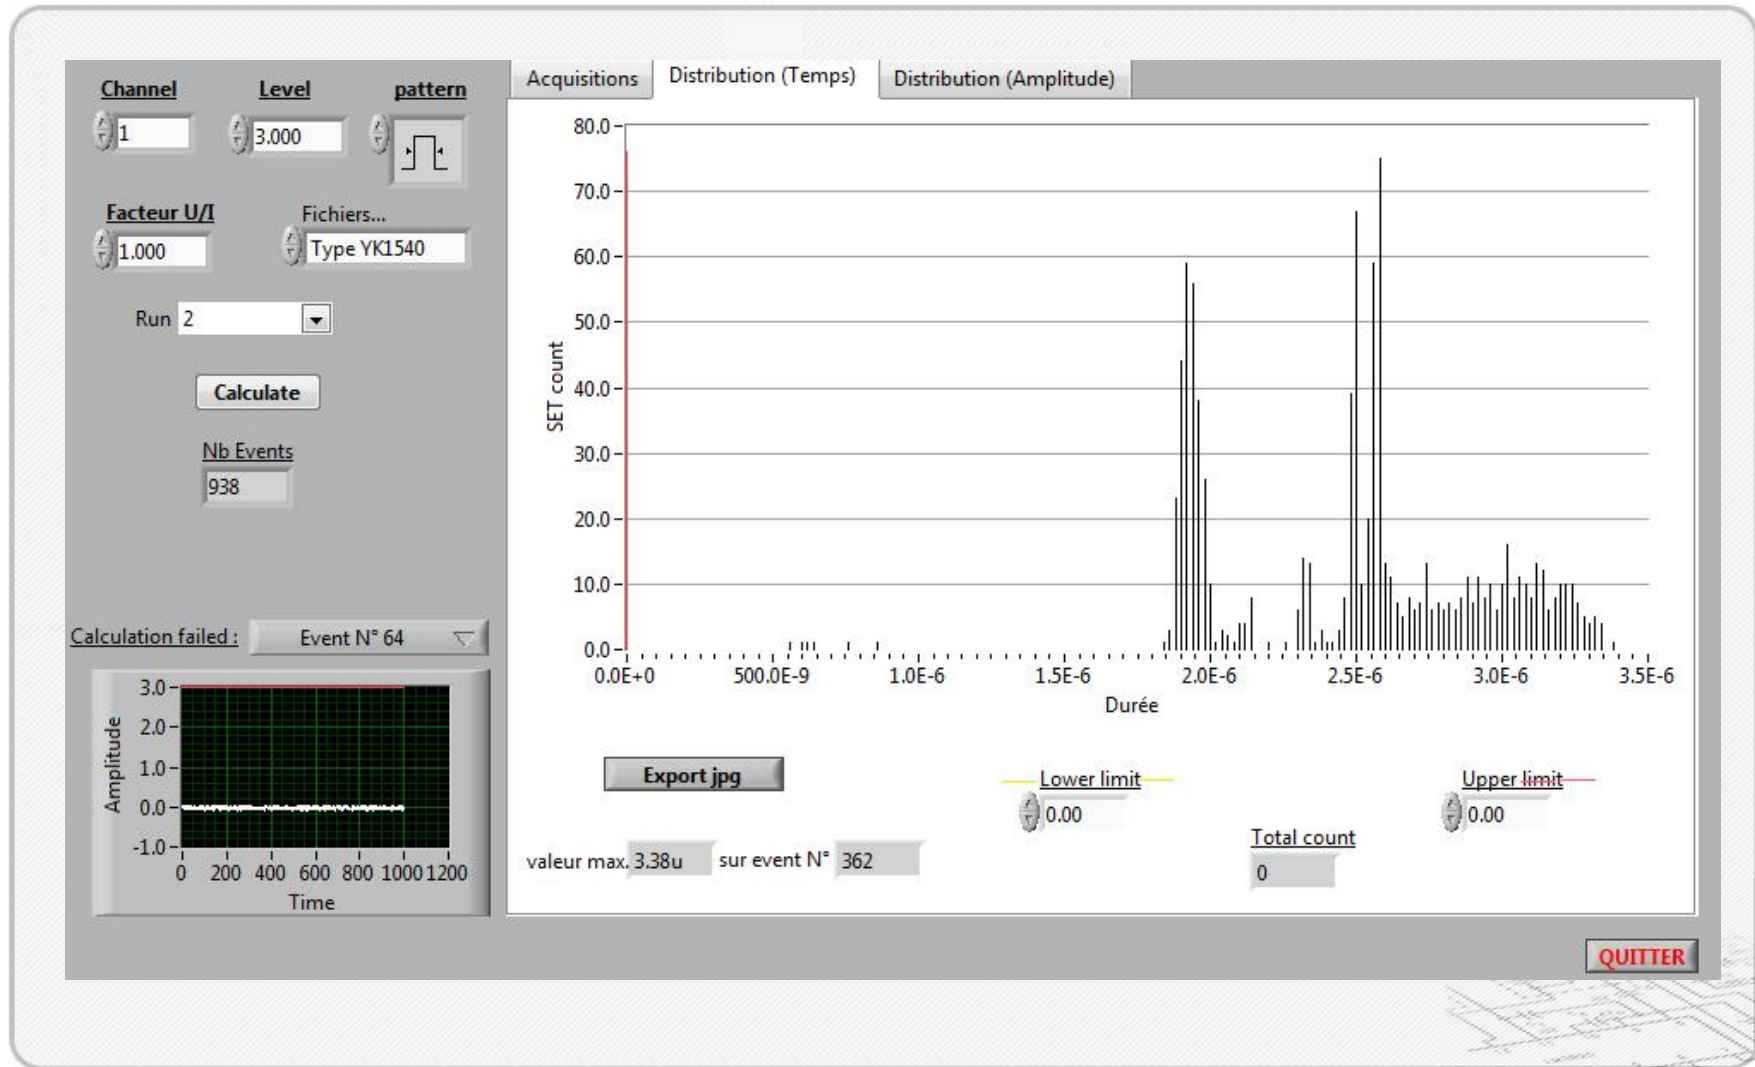 Channel Level pattern
1 3.000
Facteur U/I Fichiers...
1.000 Type YK1540
Run 2
Calculate
Nb Events
938
Calculation failed : Event N° 64
3.0
2.0
1.0
0.0
-1.0
Amplitude
0 200 400 600 800 1000 1200
Time
Acquisitions Distribution (Temps) Distribution (Amplitude)
80.0
70.0
60.0
50.0
40.0
30.0
20.0
10.0
0.0
SET count
0.0E+0 500.0E-9 1.0E-6 1.5E-6 2.0E-6 2.5E-6 3.0E-6 3.5E-6
Durée
Export jpg
Lower limit Upper limit
0.00 0.00
Total count
valeur max. 3.38u sur event N° 362
0
QUITTER